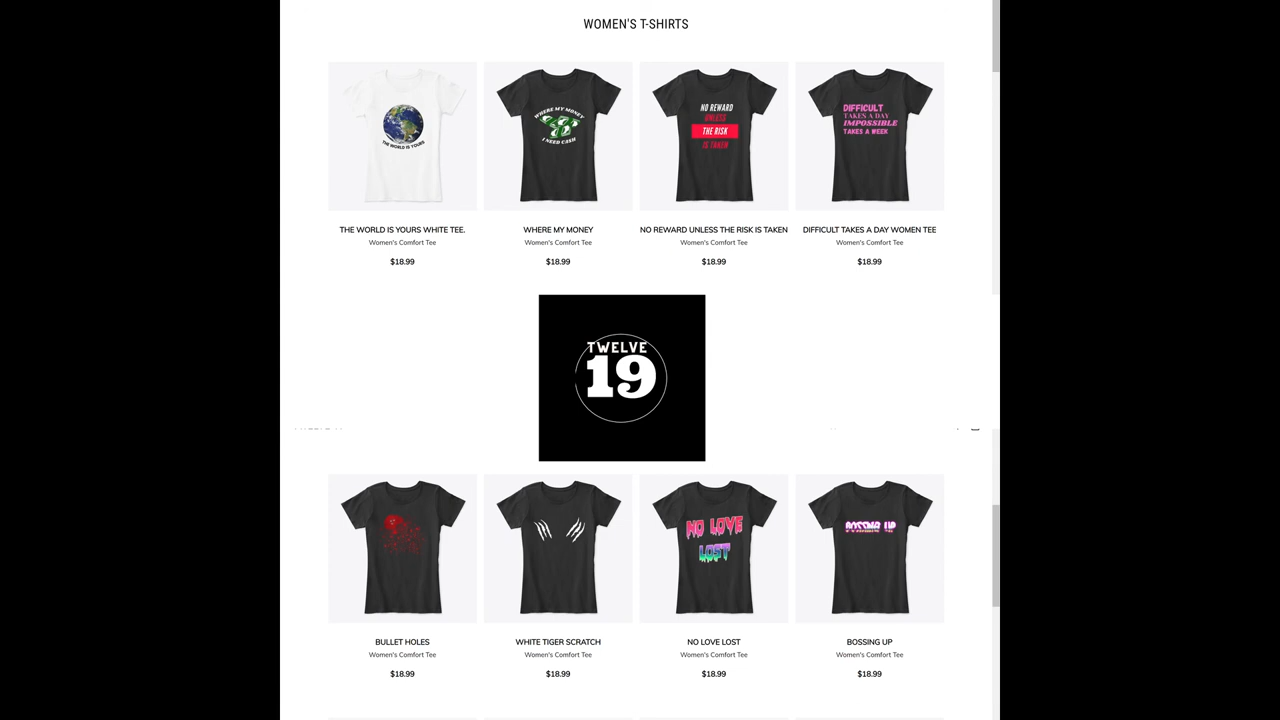 WOMEN'S T-SHIRTS
THE WORLD IS YOURS
WHERE MY MONEY
I NEED CASH
NO REWARD
UNLESS
THE RISK
IS TAKEN
DIFFICULT
TAKES A DAY
IMPOSSIBLE
TAKES A WEEK
THE WORLD IS YOURS WHITE TEE.
WHERE MY MONEY
NO REWARD UNLESS THE RISK IS TAKEN
DIFFICULT TAKES A DAY WOMEN TEE
Women's Comfort Tee
Women's Comfort Tee
Women's Comfort Tee
Women's Comfort Tee
$18.99
$18.99
$18.99
$18.99
TWELVE
19
NO LOVE
LOST
BOSSING UP
BULLET HOLES
WHITE TIGER SCRATCH
NO LOVE LOST
BOSSING UP
Women's Comfort Tee
Women's Comfort Tee
Women's Comfort Tee
Women's Comfort Tee
$18.99
$18.99
$18.99
$18.99